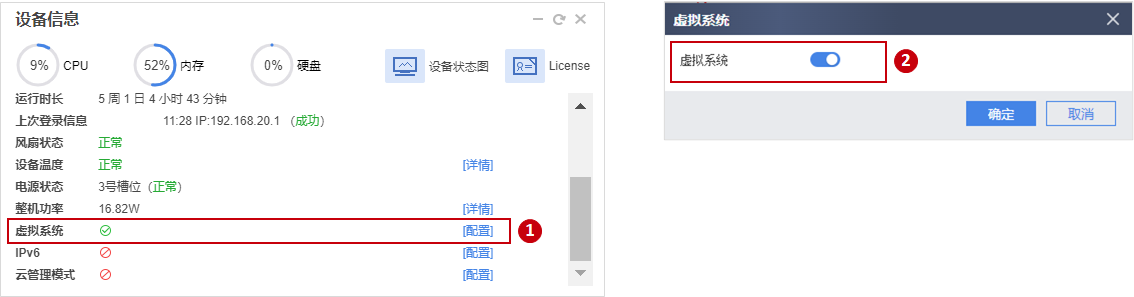 设备信息
9% CPU 52% 内存 0% 硬盘 设备状态图 License
运行时长 5 周 1 日 4 小时 43 分钟
上次登录信息 11:28 IP:192.168.20.1 （成功）
风扇状态 正常
设备温度 正常 [详情]
电源状态 3号槽位（正常）
整机功率 16.82W [详情]
虚拟系统 [配置] 1
IPv6 [配置]
云管理模式 [配置]
虚拟系统
虚拟系统 2
确定 取消